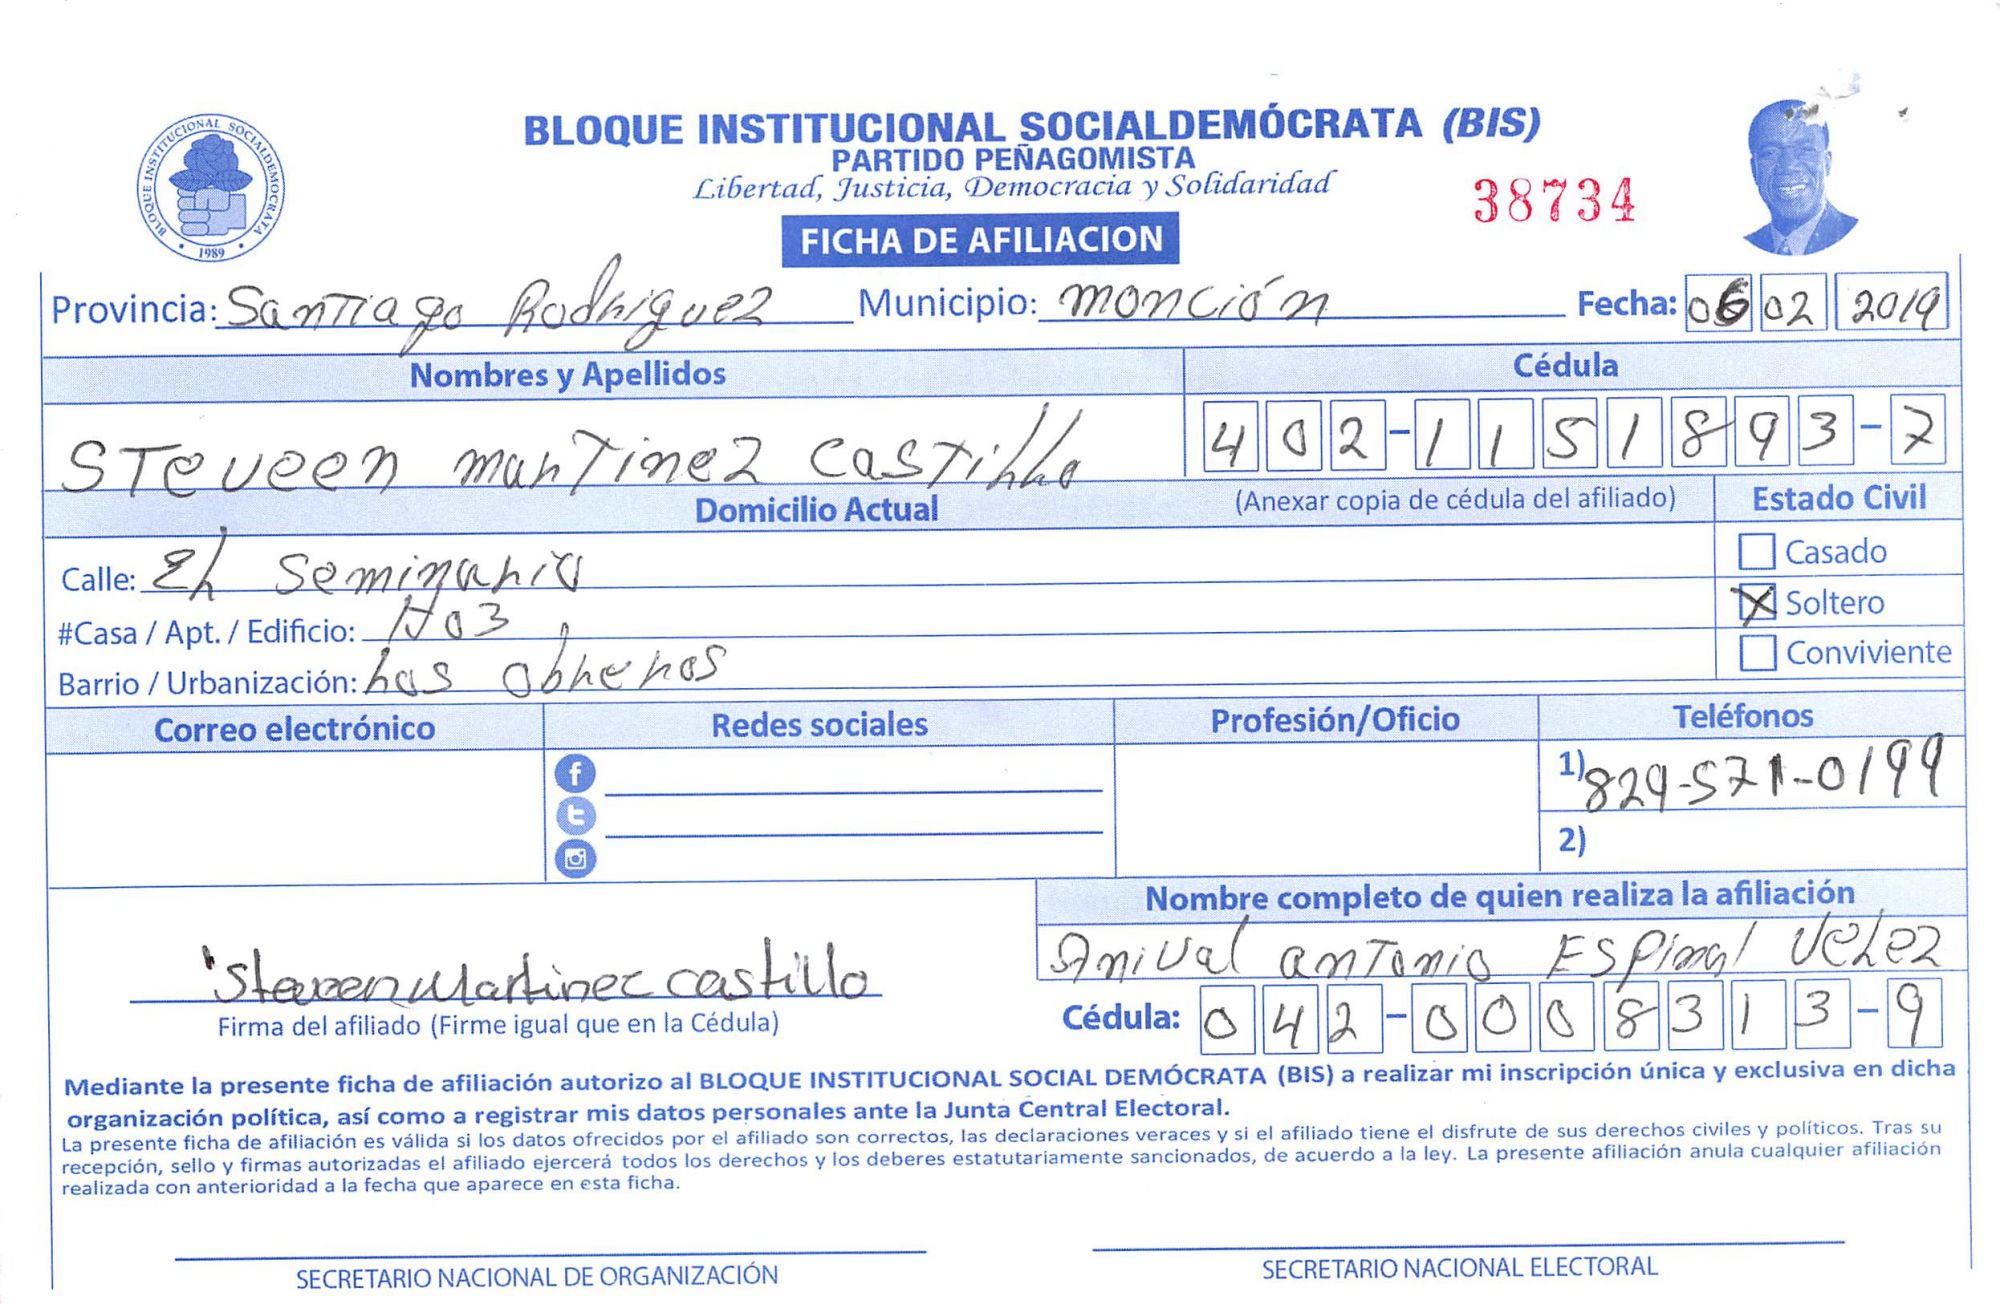 BLOQUE INSTITUCIONAL SOCIALDEMÓCRATA (BIS)
PARTIDO PEÑAGOMISTA
Libertad, Justicia, Democracia y Solidaridad
38734
BLOQUE INSTITUCIONAL SOCIALDEMOCRATA
1989
FICHA DE AFILIACION
Provincia: Santiago Rodriguez Municipio: monción Fecha: 06 02 2019
Nombres y Apellidos Cédula
STeveen marTinez CasTillo 402-1151893-7
Domicilio Actual (Anexar copia de cédula del afiliado) Estado Civil
Calle: El Seminario
Casado
#Casa / Apt. / Edificio: N03
X Soltero
Barrio / Urbanización: Los obreros
Conviviente
Correo electrónico Redes sociales Profesión/Oficio Teléfonos
1) 829-571-0199
2)
Nombre completo de quien realiza la afiliación
Anival anTonio ESpinal Velez
Steveen Martinez castillo
Firma del afiliado (Firme igual que en la Cédula)
Cédula: 042-0008313-9
Mediante la presente ficha de afiliación autorizo al BLOQUE INSTITUCIONAL SOCIAL DEMÓCRATA (BIS) a realizar mi inscripción única y exclusiva en dicha
organización política, así como a registrar mis datos personales ante la Junta Central Electoral.
La presente ficha de afiliación es válida si los datos ofrecidos por el afiliado son correctos, las declaraciones veraces y si el afiliado tiene el disfrute de sus derechos civiles y políticos. Tras su
recepción, sello y firmas autorizadas el afiliado ejercerá todos los derechos y los deberes estatutariamente sancionados, de acuerdo a la ley. La presente afiliación anula cualquier afiliación
realizada con anterioridad a la fecha que aparece en esta ficha.
SECRETARIO NACIONAL DE ORGANIZACIÓN
SECRETARIO NACIONAL ELECTORAL